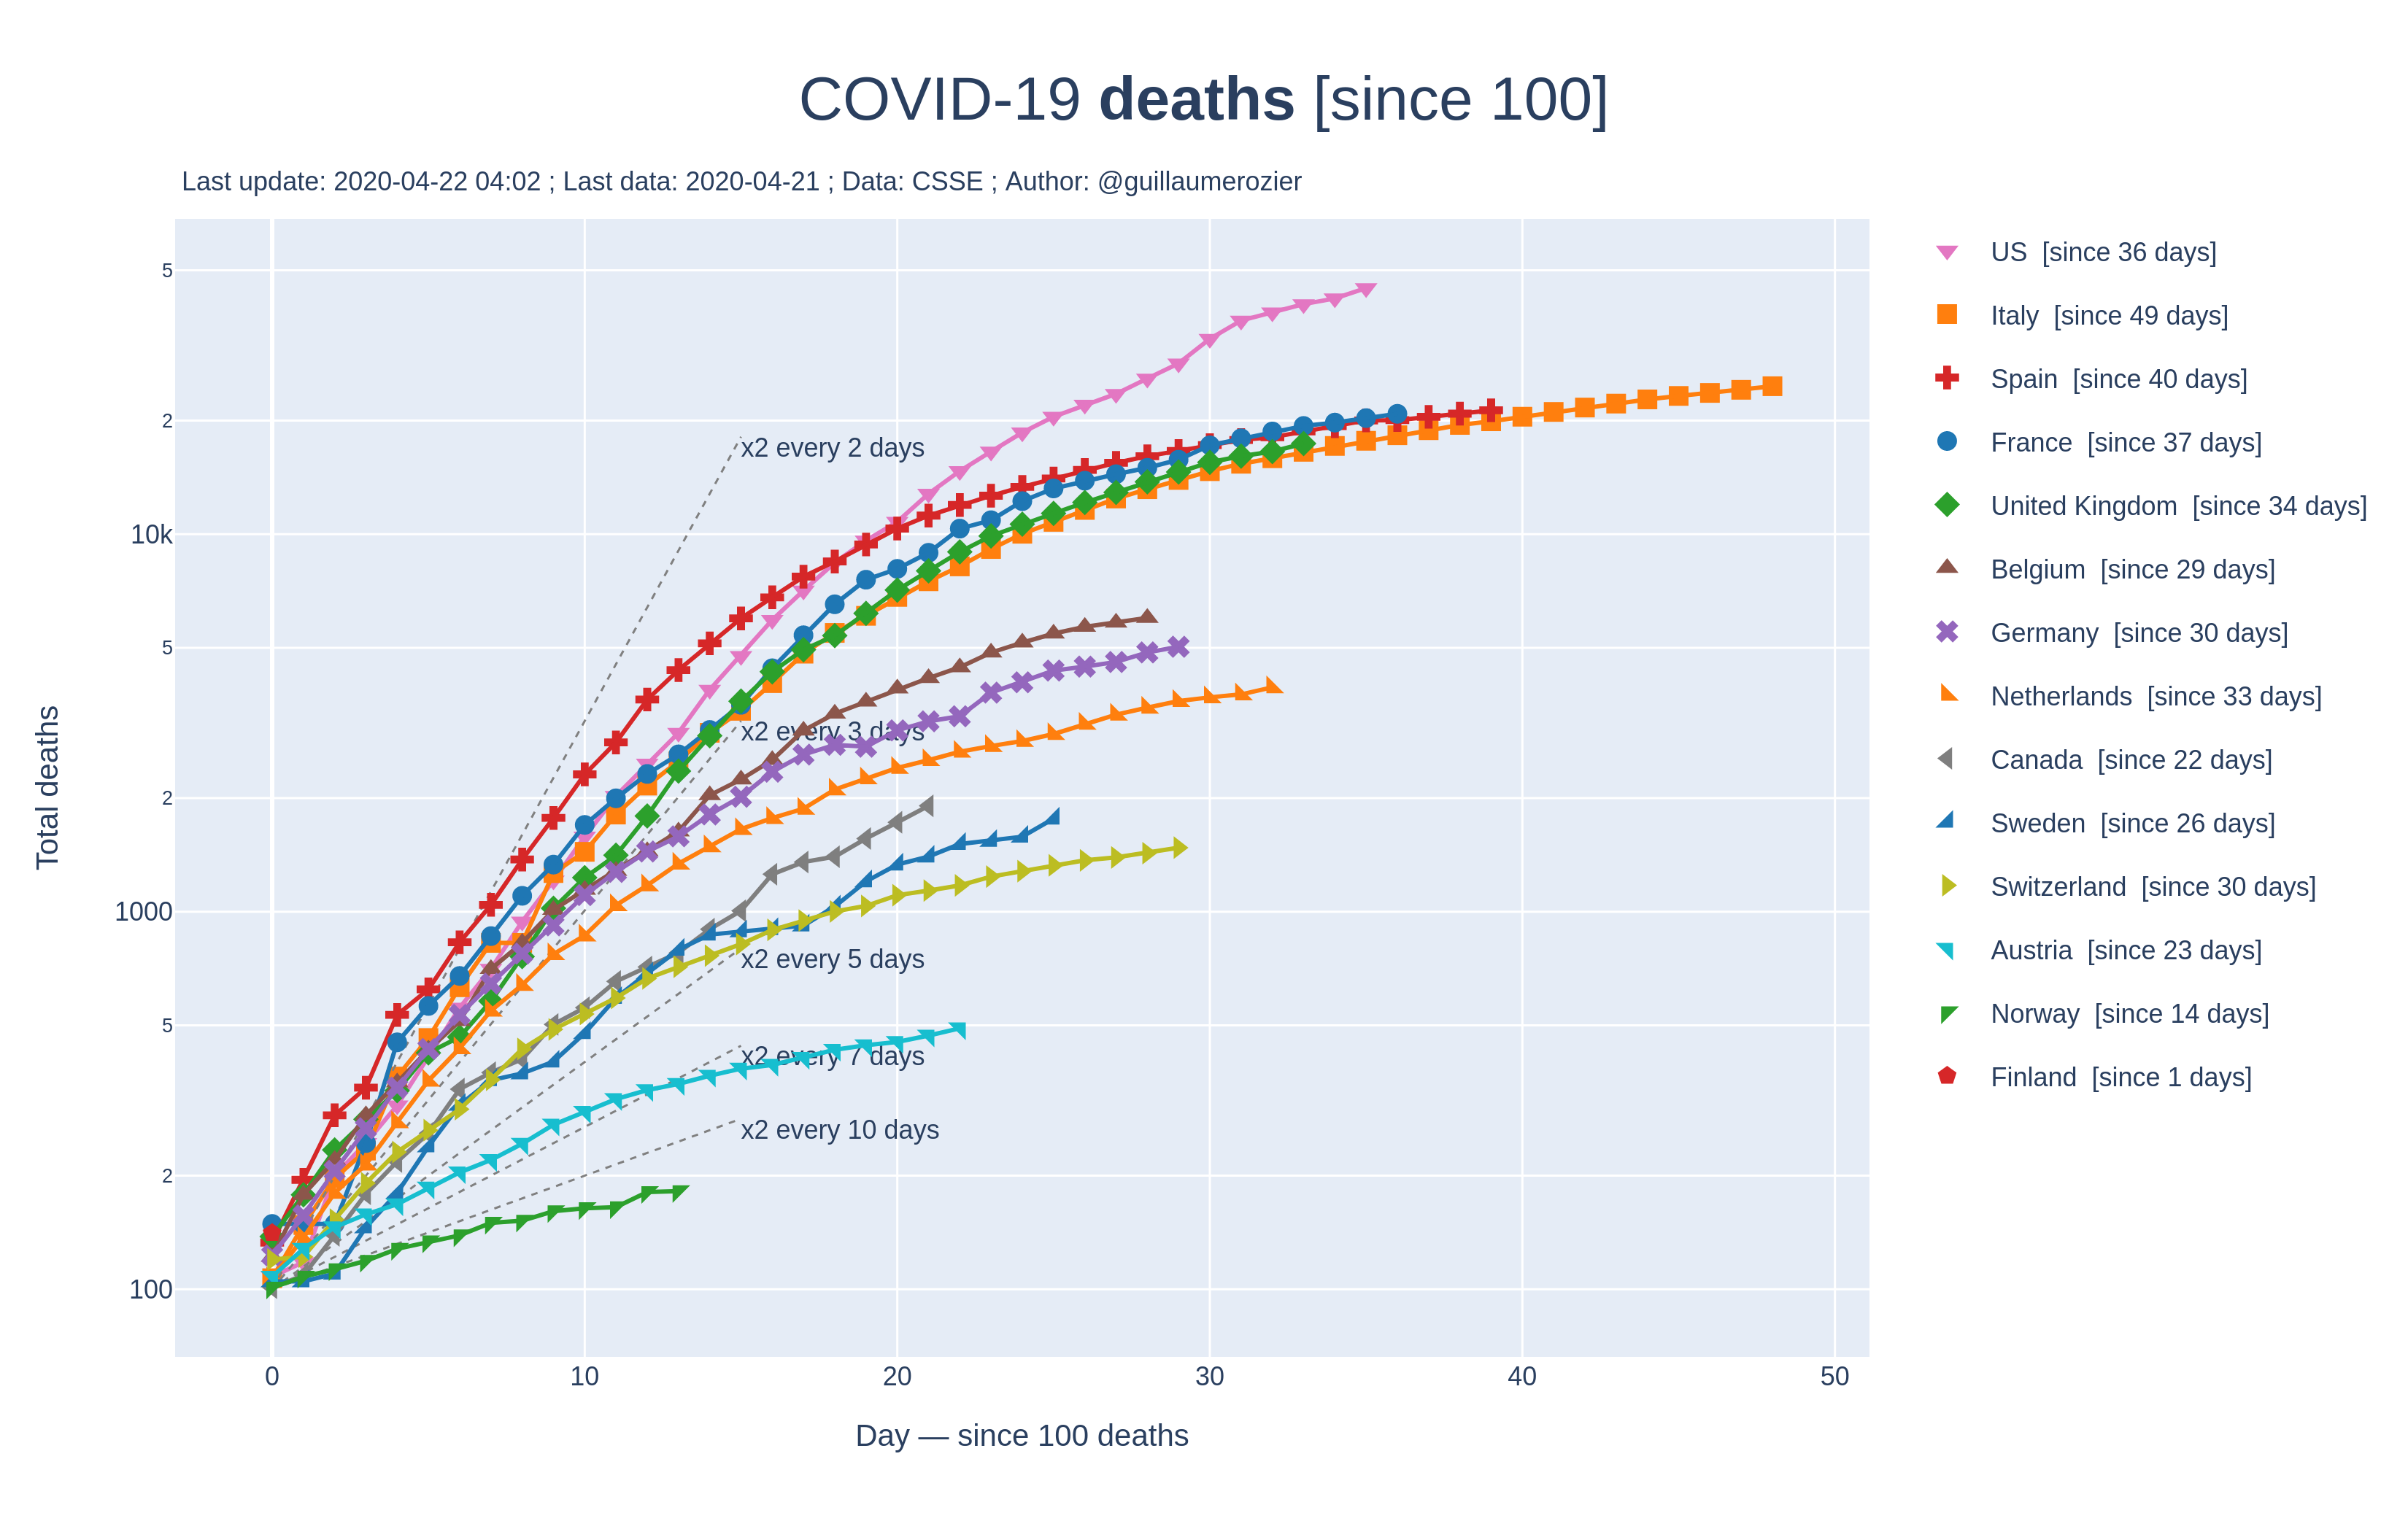 COVID-19 deaths [since 100]
Last update: 2020-04-22 04:02 ; Last data: 2020-04-21 ; Data: CSSE ; Author: @guillaumerozier
5
2
10k
5
2
1000
5
2
100
Total deaths
x2 every 2 days
x2 every 3 days
x2 every 5 days
x2 every 7 days
x2 every 10 days
0 10 20 30 40 50
Day — since 100 deaths
US [since 36 days]
Italy [since 49 days]
Spain [since 40 days]
France [since 37 days]
United Kingdom [since 34 days]
Belgium [since 29 days]
Germany [since 30 days]
Netherlands [since 33 days]
Canada [since 22 days]
Sweden [since 26 days]
Switzerland [since 30 days]
Austria [since 23 days]
Norway [since 14 days]
Finland [since 1 days]